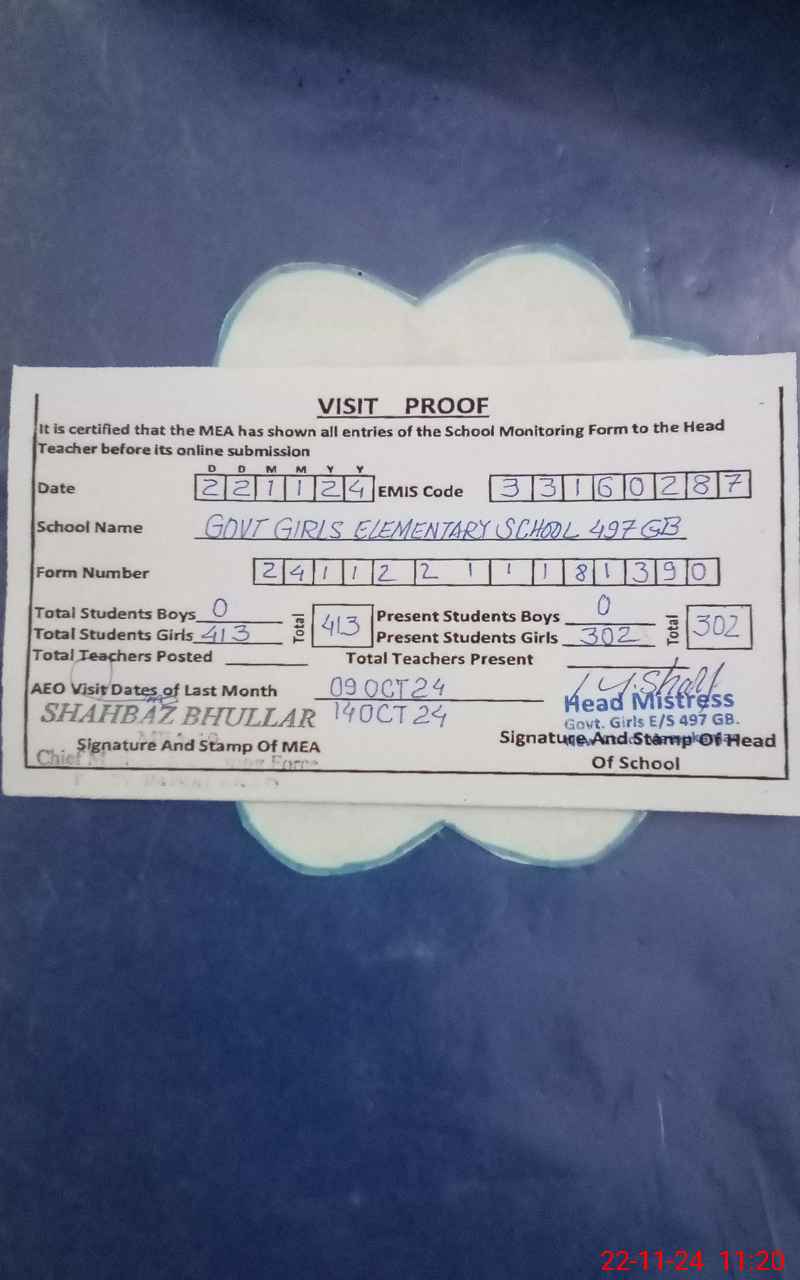 VISIT PROOF
It is certified that the MEA has shown all entries of the School Monitoring Form to the Head
Teacher before its online submission
D D M M Y Y
Date 2 2 1 1 2 4 EMIS Code 3 3 1 6 0 2 8 7
School Name GOVT GIRLS ELEMENTARY SCHOOL 497 GB
Form Number 2 4 1 1 2 2 1 1 1 8 1 3 9 0
Total Students Boys 0 Total 413 Present Students Boys 0 Total 302
Total Students Girls 413 Present Students Girls 302
Total Teachers Posted Total Teachers Present
AEO Visit Dates of Last Month 09 OCT 24
Head Mistress
SHAHBAZ BHULLAR 14 OCT 24 Govt. Girls E/S 497 GB.
Signature And Stamp Of MEA Signature And Stamp Of Head
Chief Force Of School
22-11-24 11:20